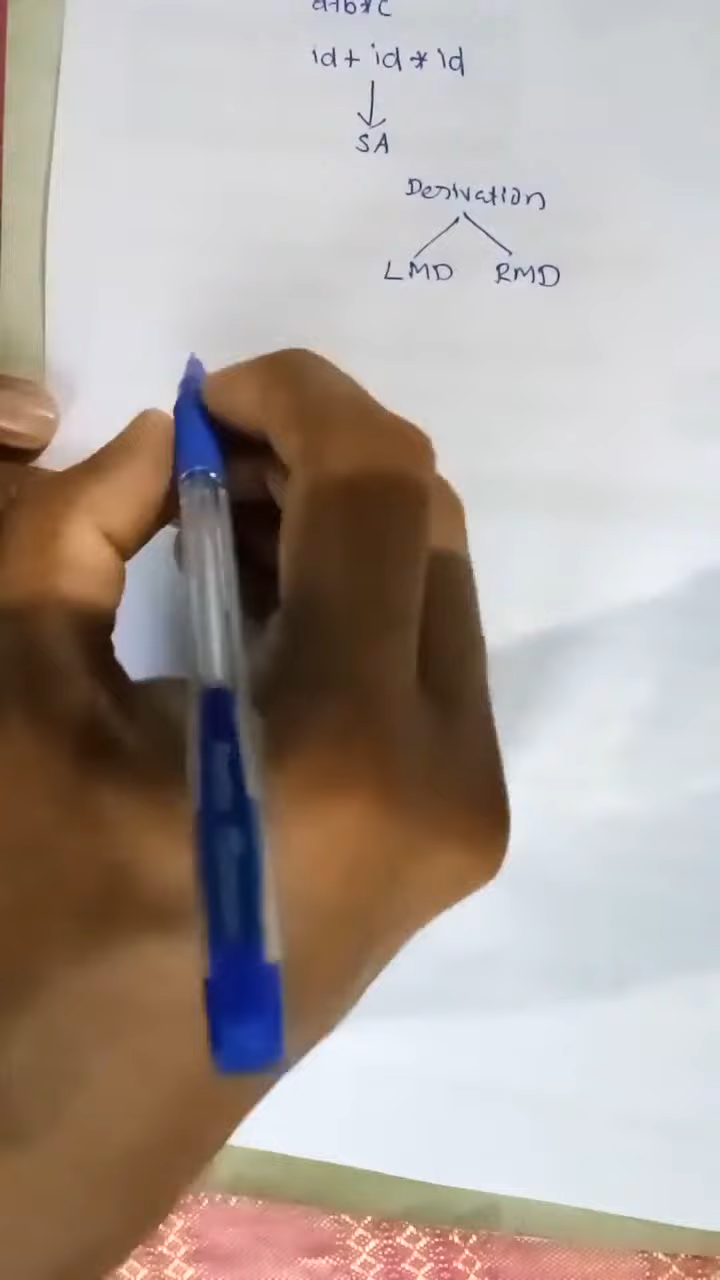 a+b*c
id + id * id
SA
Derivation
LMD RMD